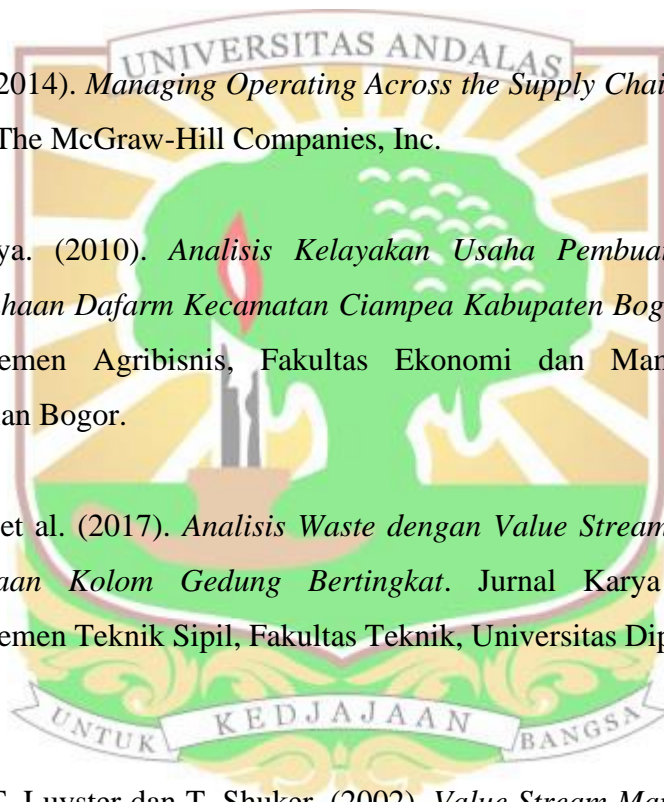 UNIVERSITAS ANDALAS
2014). Managing Operating Across the Supply Chai
The McGraw-Hill Companies, Inc.
ya. (2010). Analisis Kelayakan Usaha Pembua
haan Dafarm Kecamatan Ciampea Kabupaten Bog
emen Agribisnis, Fakultas Ekonomi dan Man
an Bogor.
et al. (2017). Analisis Waste dengan Value Stream
aan Kolom Gedung Bertingkat. Jurnal Karya
emen Teknik Sipil, Fakultas Teknik, Universitas Dip
UNTUK KEDJAJAAN BANGSA
Luyster dan T. Shuker. (2002). Value Stream Ma